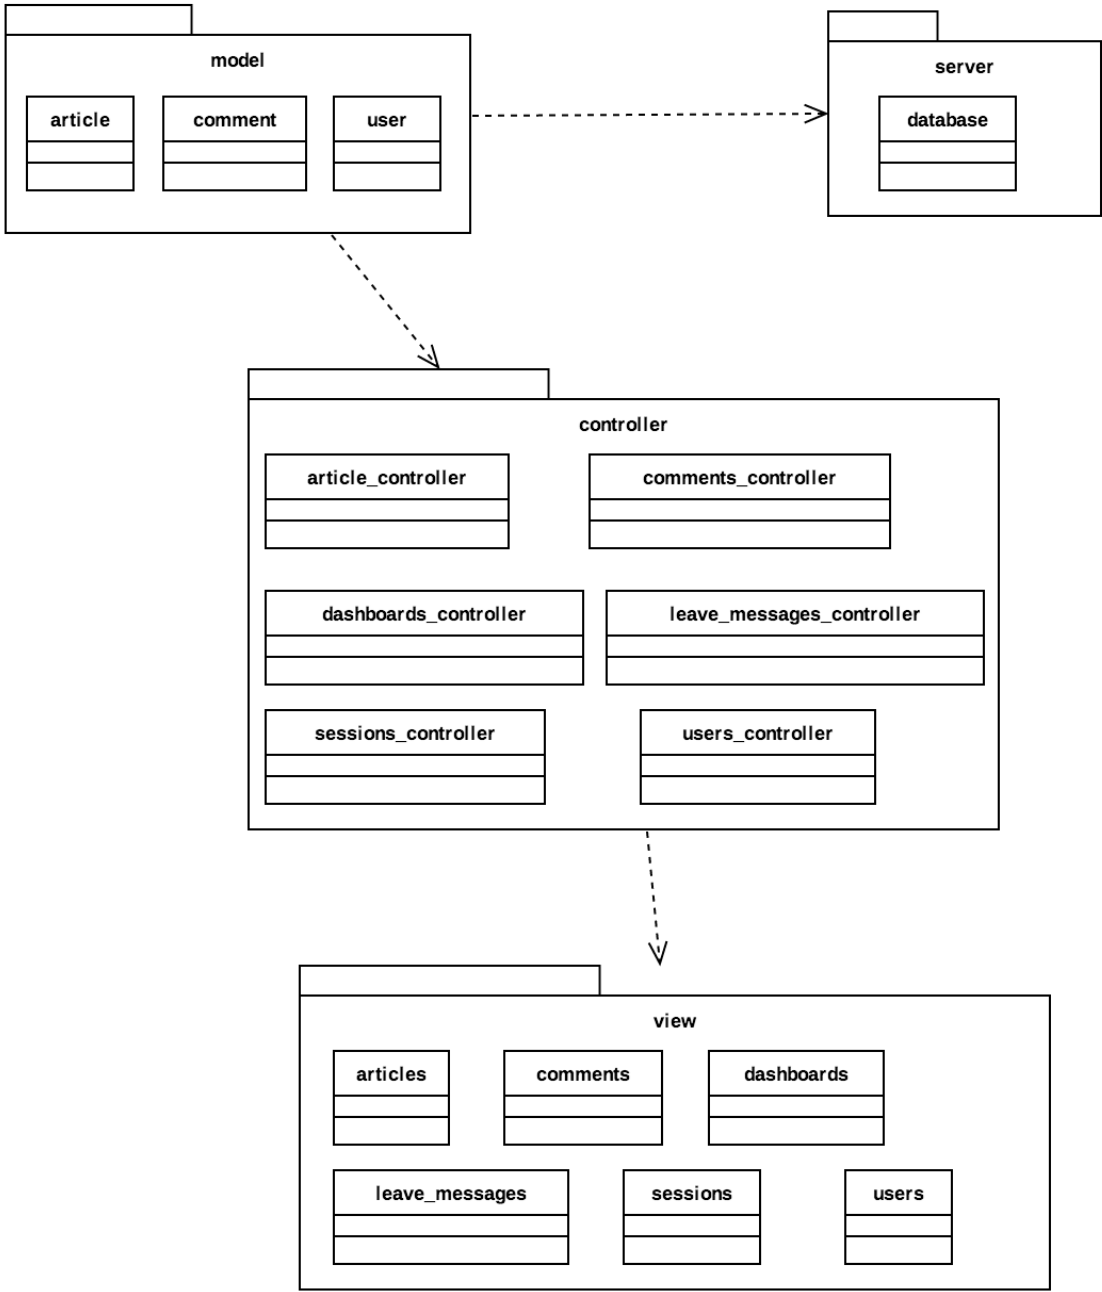 model
article
comment
user
server
database
controller
article_controller
comments_controller
dashboards_controller
leave_messages_controller
sessions_controller
users_controller
view
articles
comments
dashboards
leave_messages
sessions
users